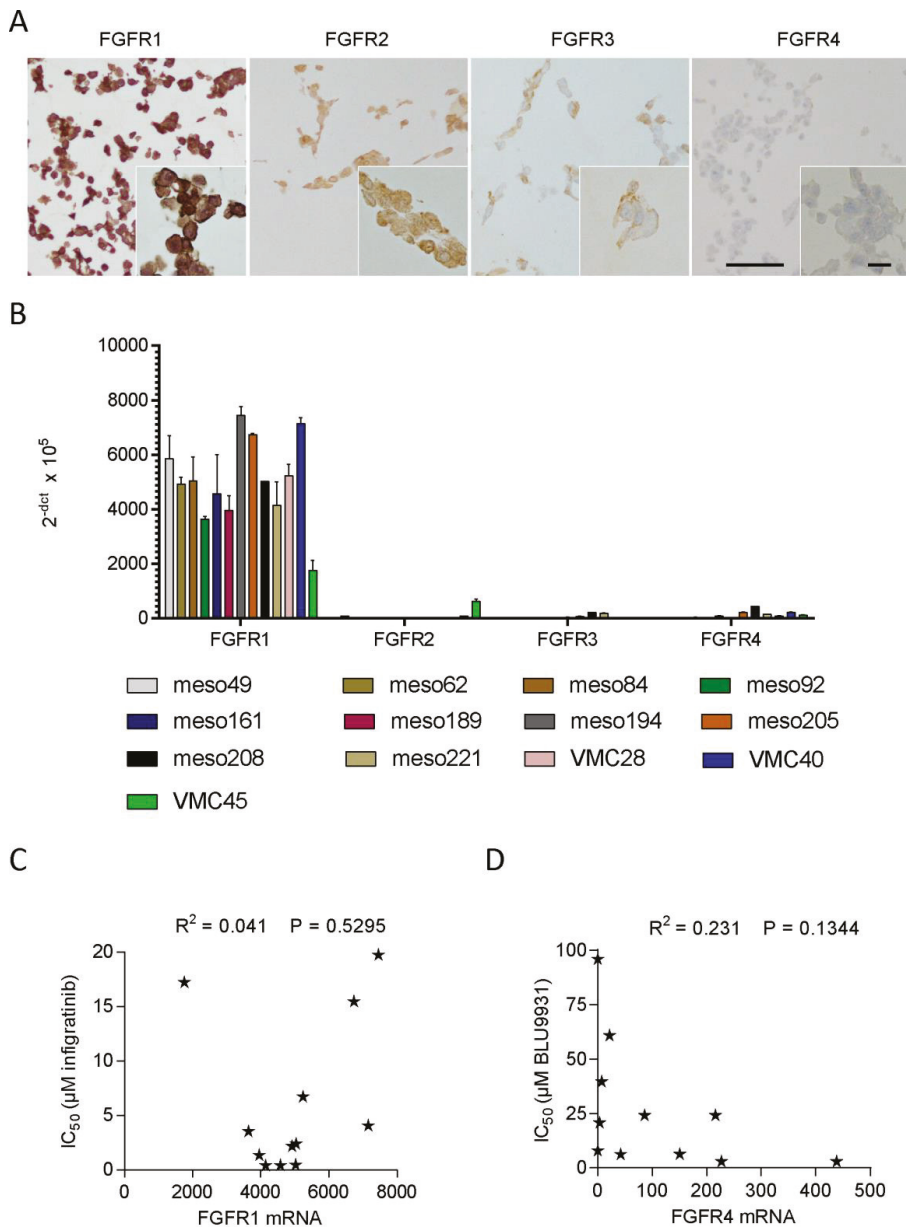 A
FGFR1 FGFR2 FGFR3 FGFR4
B
10000
8000
6000
4000
2000
0
2^-dct x 10^5
FGFR1 FGFR2 FGFR3 FGFR4
meso49 meso62 meso84 meso92
meso161 meso189 meso194 meso205
meso208 meso221 VMC28 VMC40
VMC45
C
R² = 0.041 P = 0.5295
20
15
10
5
0
IC₅₀ (µM infigratinib)
0 2000 4000 6000 8000
FGFR1 mRNA
D
R² = 0.231 P = 0.1344
100
75
50
25
0
IC₅₀ (µM BLU9931)
0 100 200 300 400 500
FGFR4 mRNA